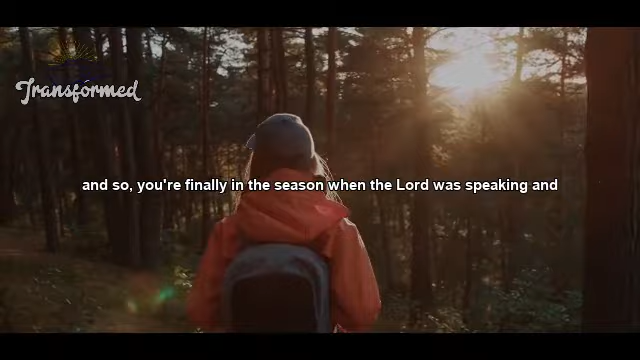 Transformed
and so, you're finally in the season when the Lord was speaking and